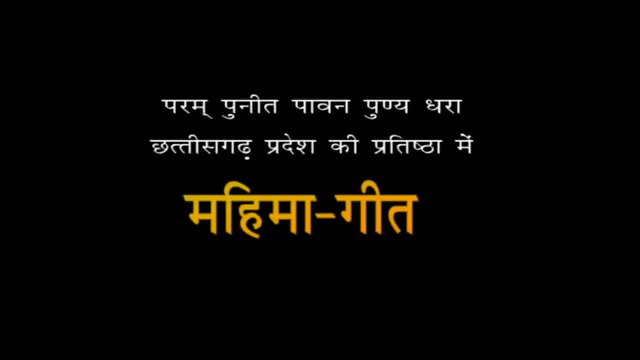 परम् पुनीत पावन पुण्य धरा
छत्तीसगढ़ प्रदेश की प्रतिष्ठा में
महिमा-गीत